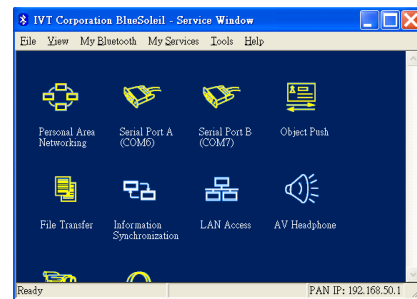 IVT Corporation BlueSoleil - Service Window
File View My Bluetooth My Services Tools Help
Personal Area Networking
Serial Port A (COM6)
Serial Port B (COM7)
Object Push
File Transfer
Information Synchronization
LAN Access
AV Headphone
Ready
PAN IP: 192.168.50.1